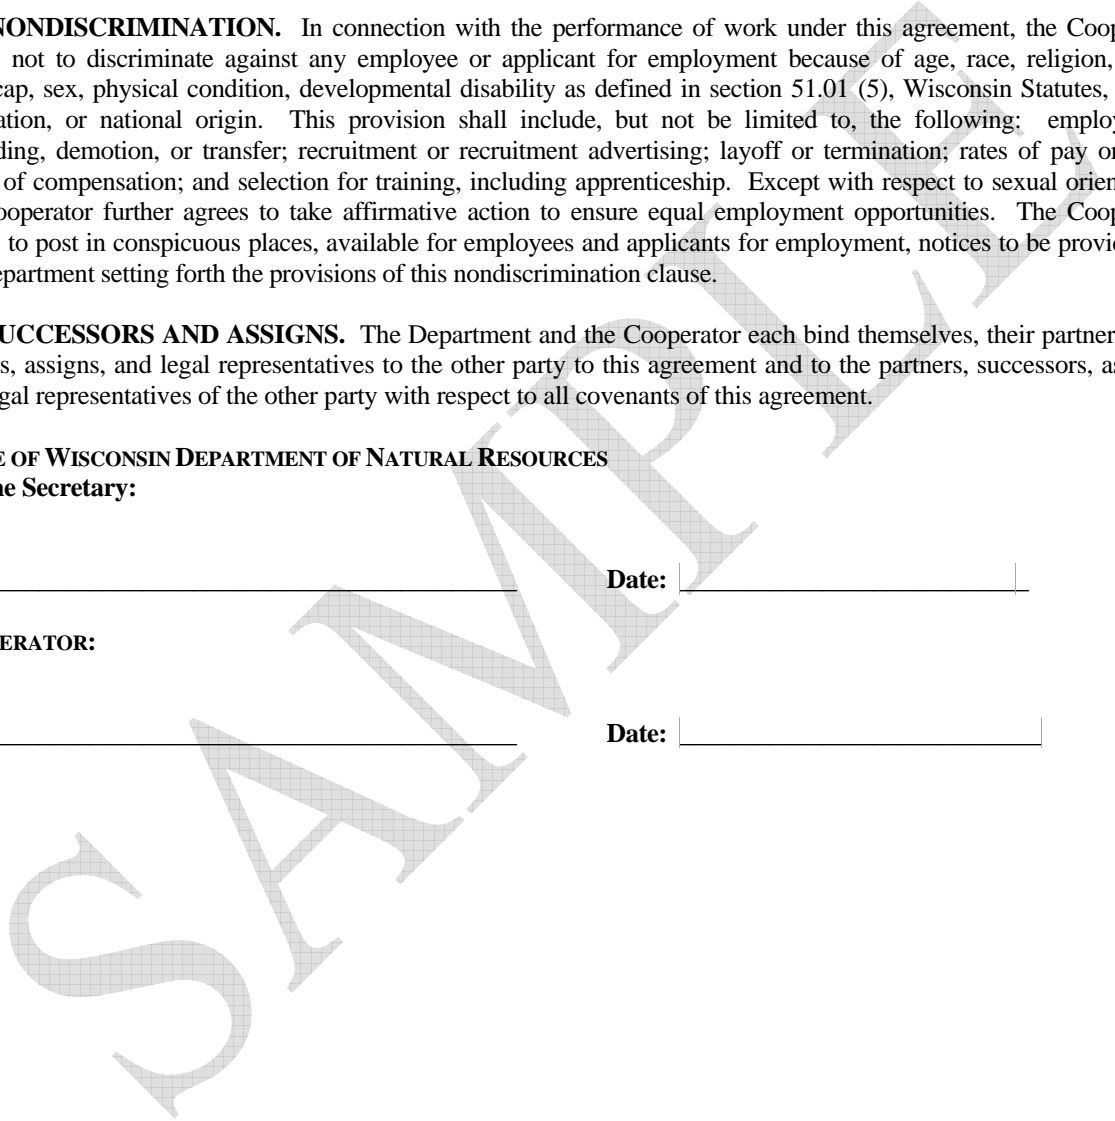 NONDISCRIMINATION. In connection with the performance of work under this agreement, the Coop
not to discriminate against any employee or applicant for employment because of age, race, religion,
cap, sex, physical condition, developmental disability as defined in section 51.01 (5), Wisconsin Statutes,
ation, or national origin. This provision shall include, but not be limited to, the following: employ
ding, demotion, or transfer; recruitment or recruitment advertising; layoff or termination; rates of pay or
of compensation; and selection for training, including apprenticeship. Except with respect to sexual orien
ooperator further agrees to take affirmative action to ensure equal employment opportunities. The Coop
to post in conspicuous places, available for employees and applicants for employment, notices to be provid
epartment setting forth the provisions of this nondiscrimination clause.
UCCESSORS AND ASSIGNS. The Department and the Cooperator each bind themselves, their partner
s, assigns, and legal representatives to the other party to this agreement and to the partners, successors, as
gal representatives of the other party with respect to all covenants of this agreement.
E OF WISCONSIN DEPARTMENT OF NATURAL RESOURCES
he Secretary:
Date:
ERATOR:
Date:
SAMPLE